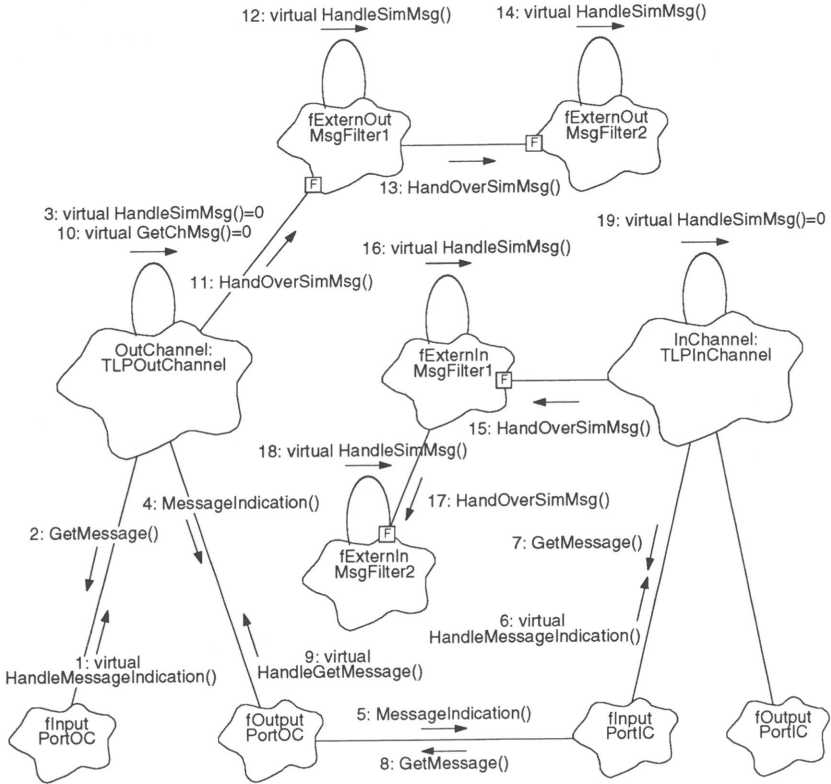 12: virtual HandleSimMsg()
14: virtual HandleSimMsg()
fExternOut
MsgFilter1
fExternOut
MsgFilter2
F
F
13: HandOverSimMsg()
3: virtual HandleSimMsg()=0
10: virtual GetChMsg()=0
19: virtual HandleSimMsg()=0
16: virtual HandleSimMsg()
11: HandOverSimMsg()
OutChannel:
TLPOutChannel
fExternIn
MsgFilter1
F
InChannel:
TLPInChannel
15: HandOverSimMsg()
18: virtual HandleSimMsg()
17: HandOverSimMsg()
4: MessageIndication()
2: GetMessage()
F
fExternIn
MsgFilter2
7: GetMessage()
6: virtual
HandleMessageIndication()
1: virtual
HandleMessageIndication()
9: virtual
HandleGetMessage()
fInput
PortOC
fOutput
PortOC
5: MessageIndication()
8: GetMessage()
fInput
PortIC
fOutput
PortIC